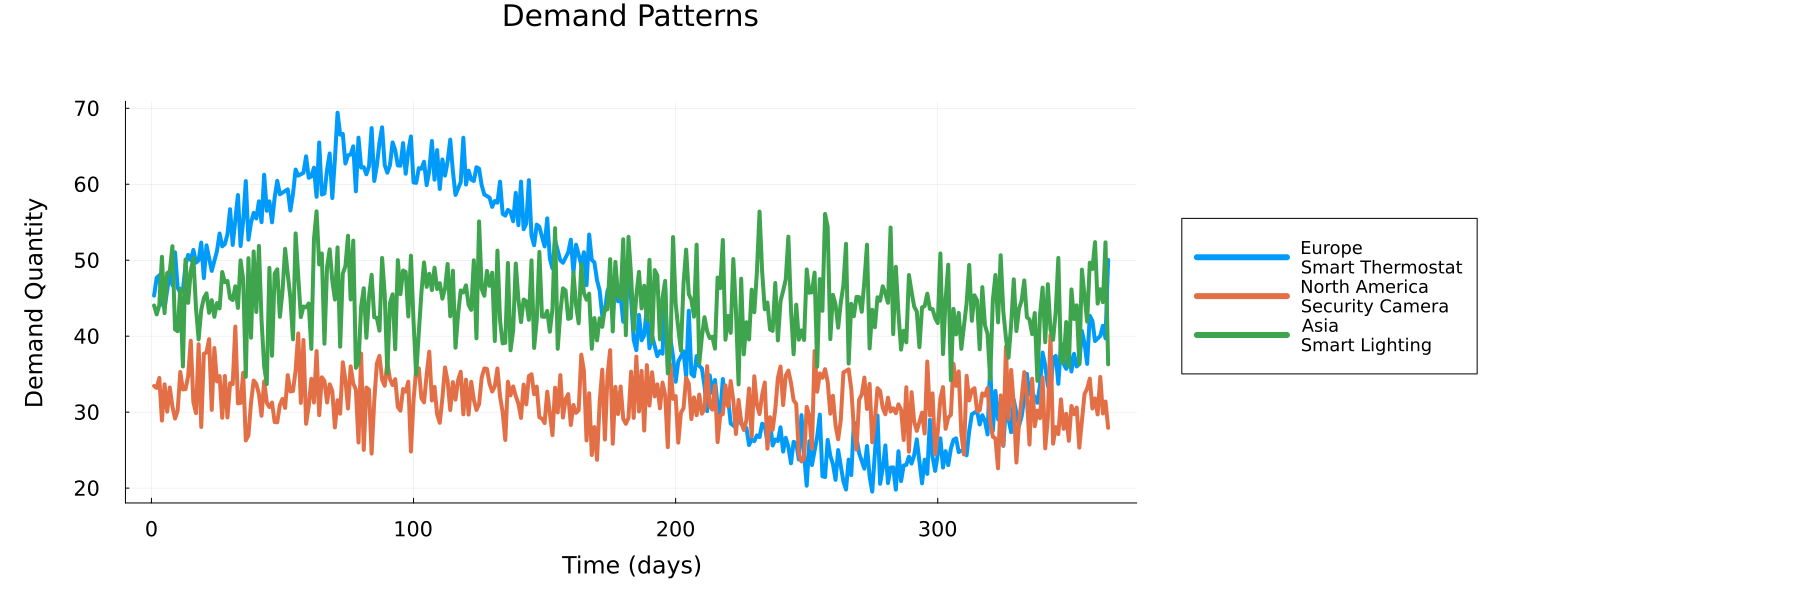 Demand Patterns
Demand Quantity
70
60
50
40
30
20
0
100
200
300
Time (days)
Europe
Smart Thermostat
North America
Security Camera
Asia
Smart Lighting